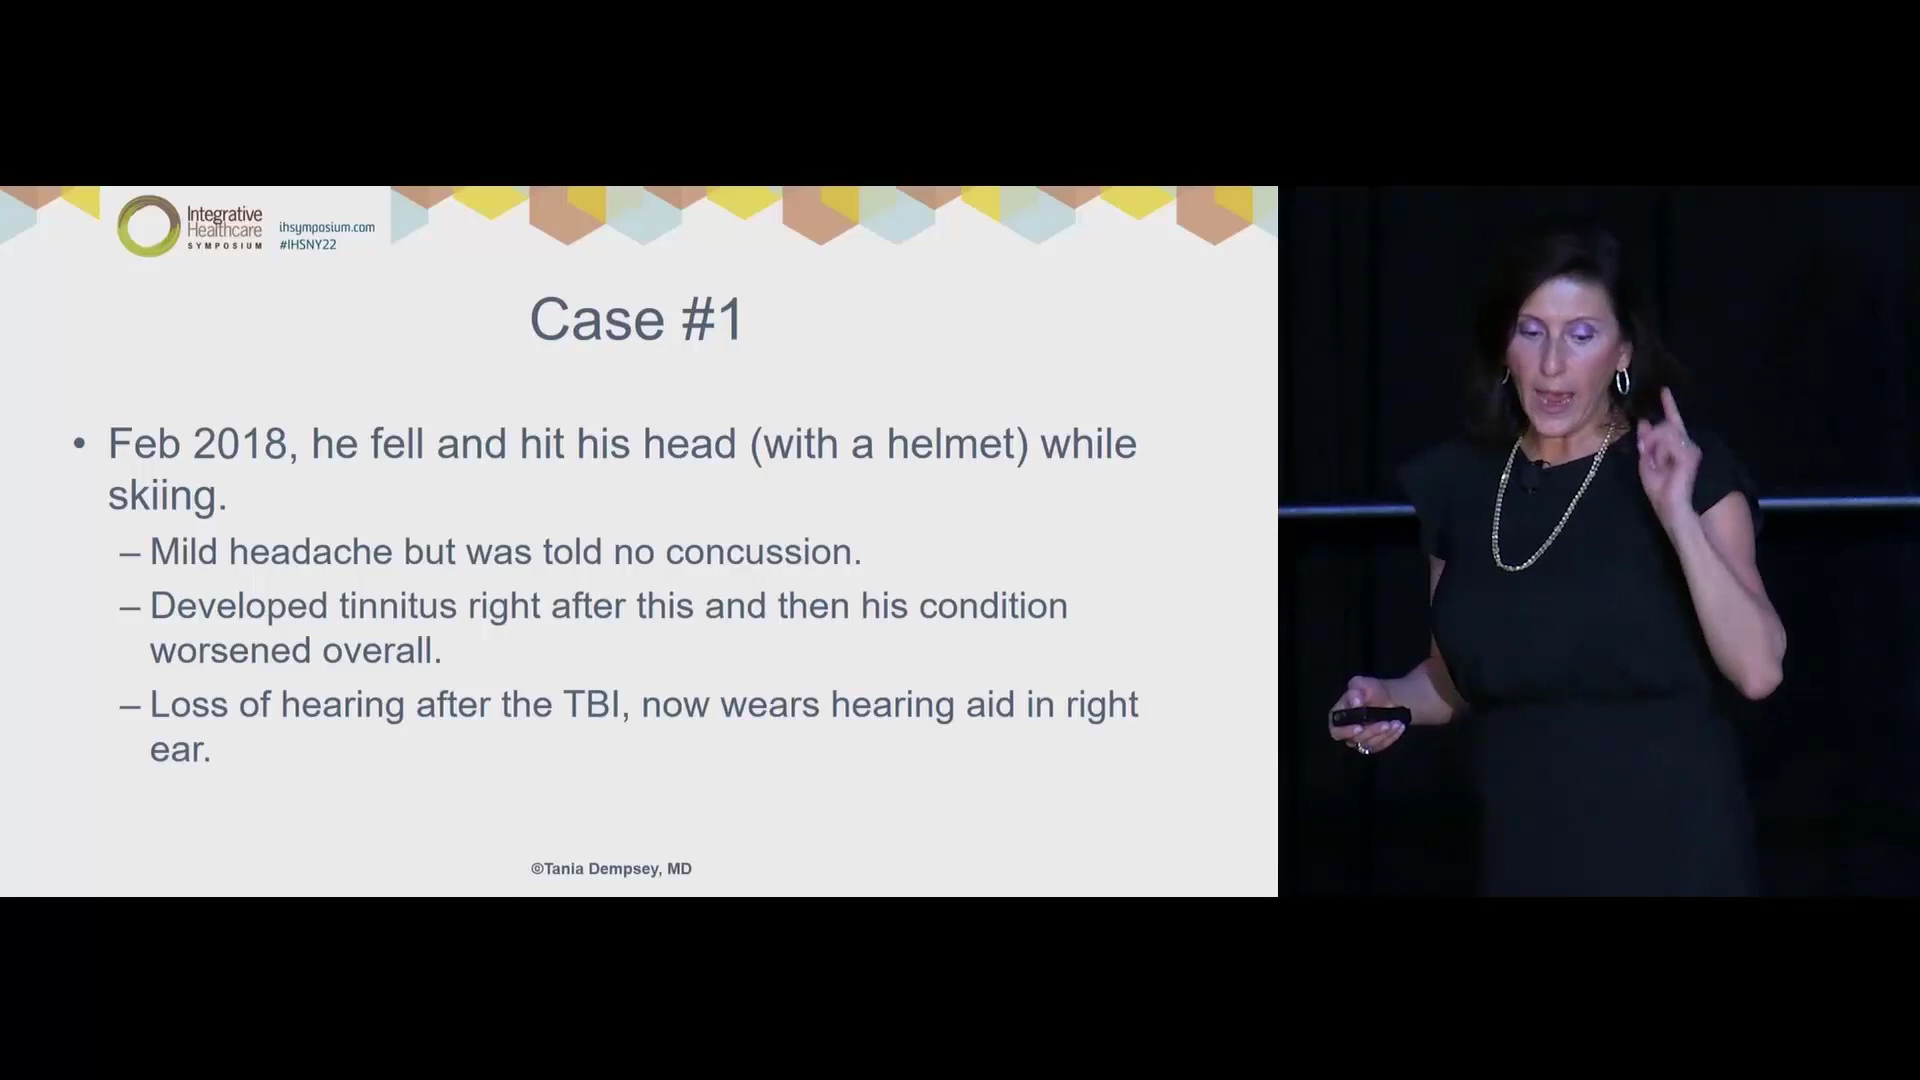 Integrative
Healthcare
SYMPOSIUM
ihsymposium.com
#IHSNY22
Case #1
• Feb 2018, he fell and hit his head (with a helmet) while
skiing.
– Mild headache but was told no concussion.
– Developed tinnitus right after this and then his condition
worsened overall.
– Loss of hearing after the TBI, now wears hearing aid in right
ear.
©Tania Dempsey, MD